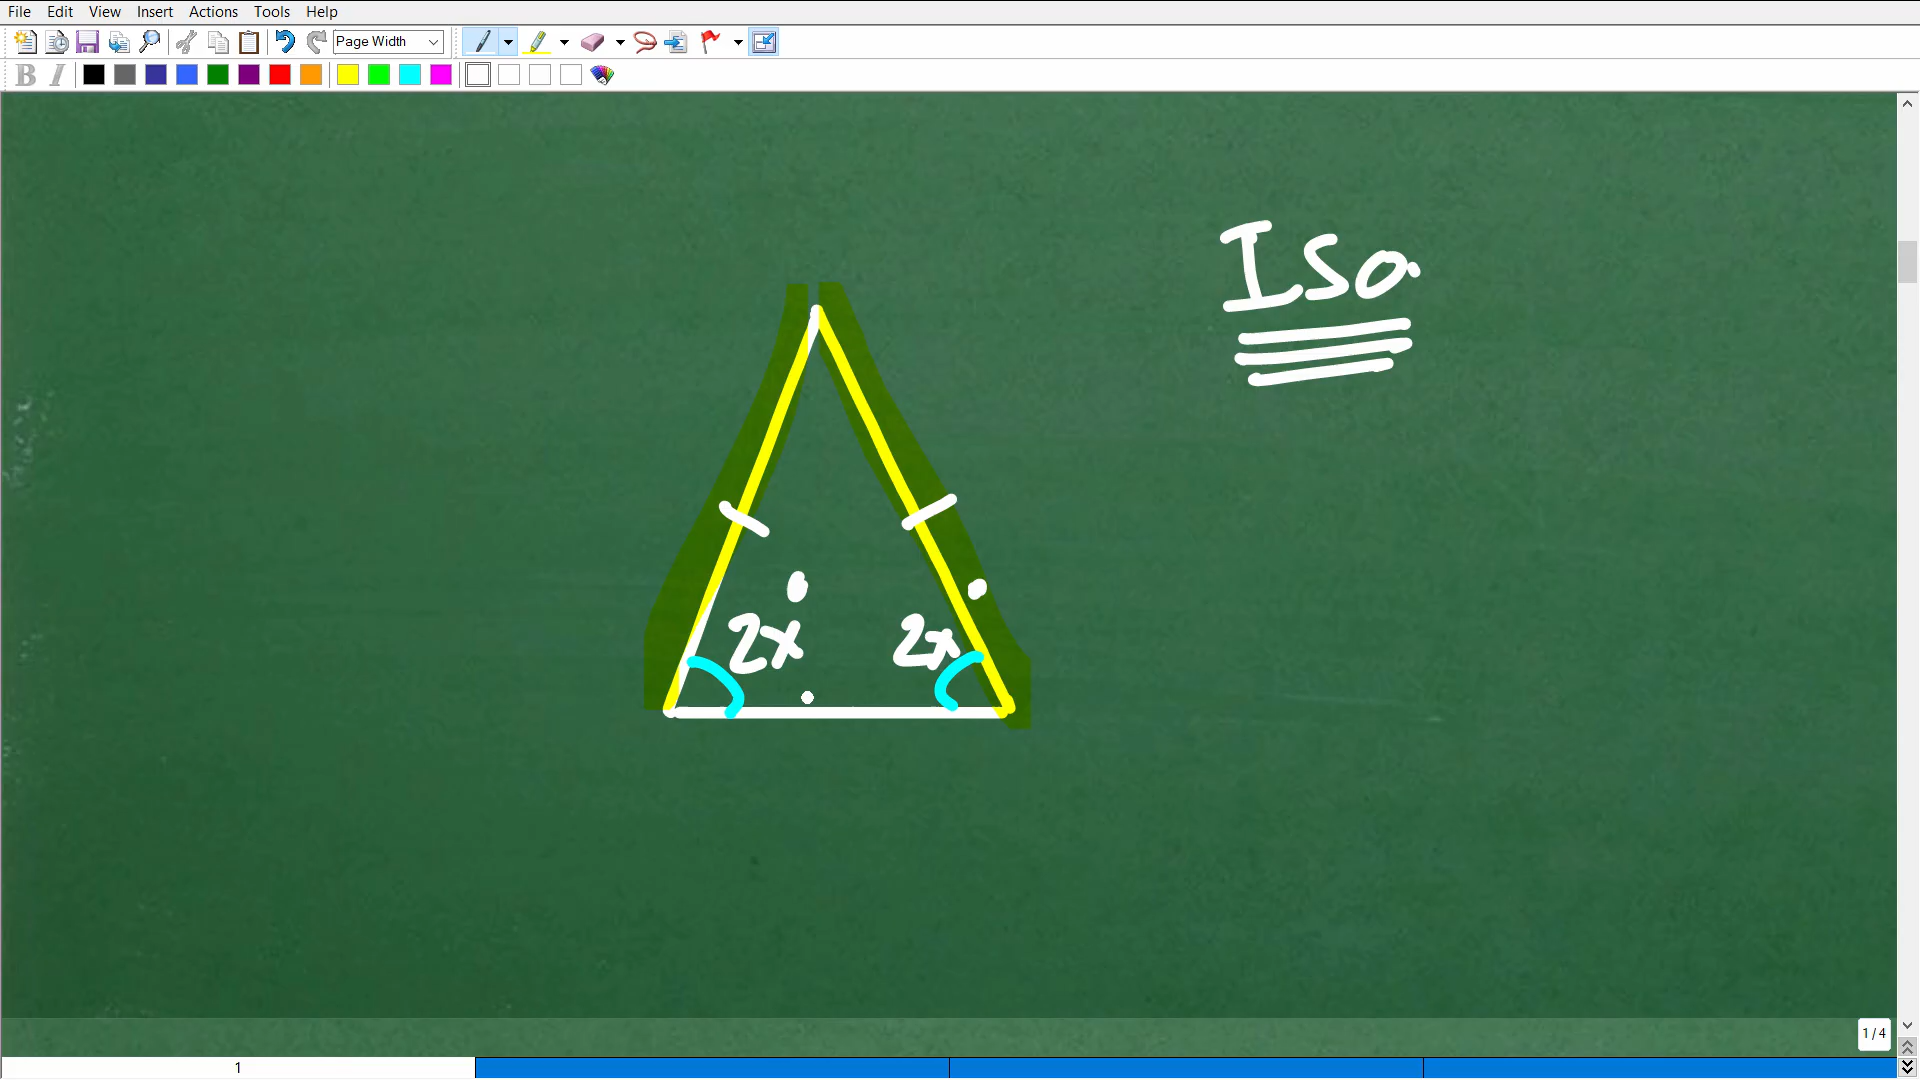 File Edit View Insert Actions Tools Help
Page Width
B I
Iso.
2x 2x
1 / 4
1